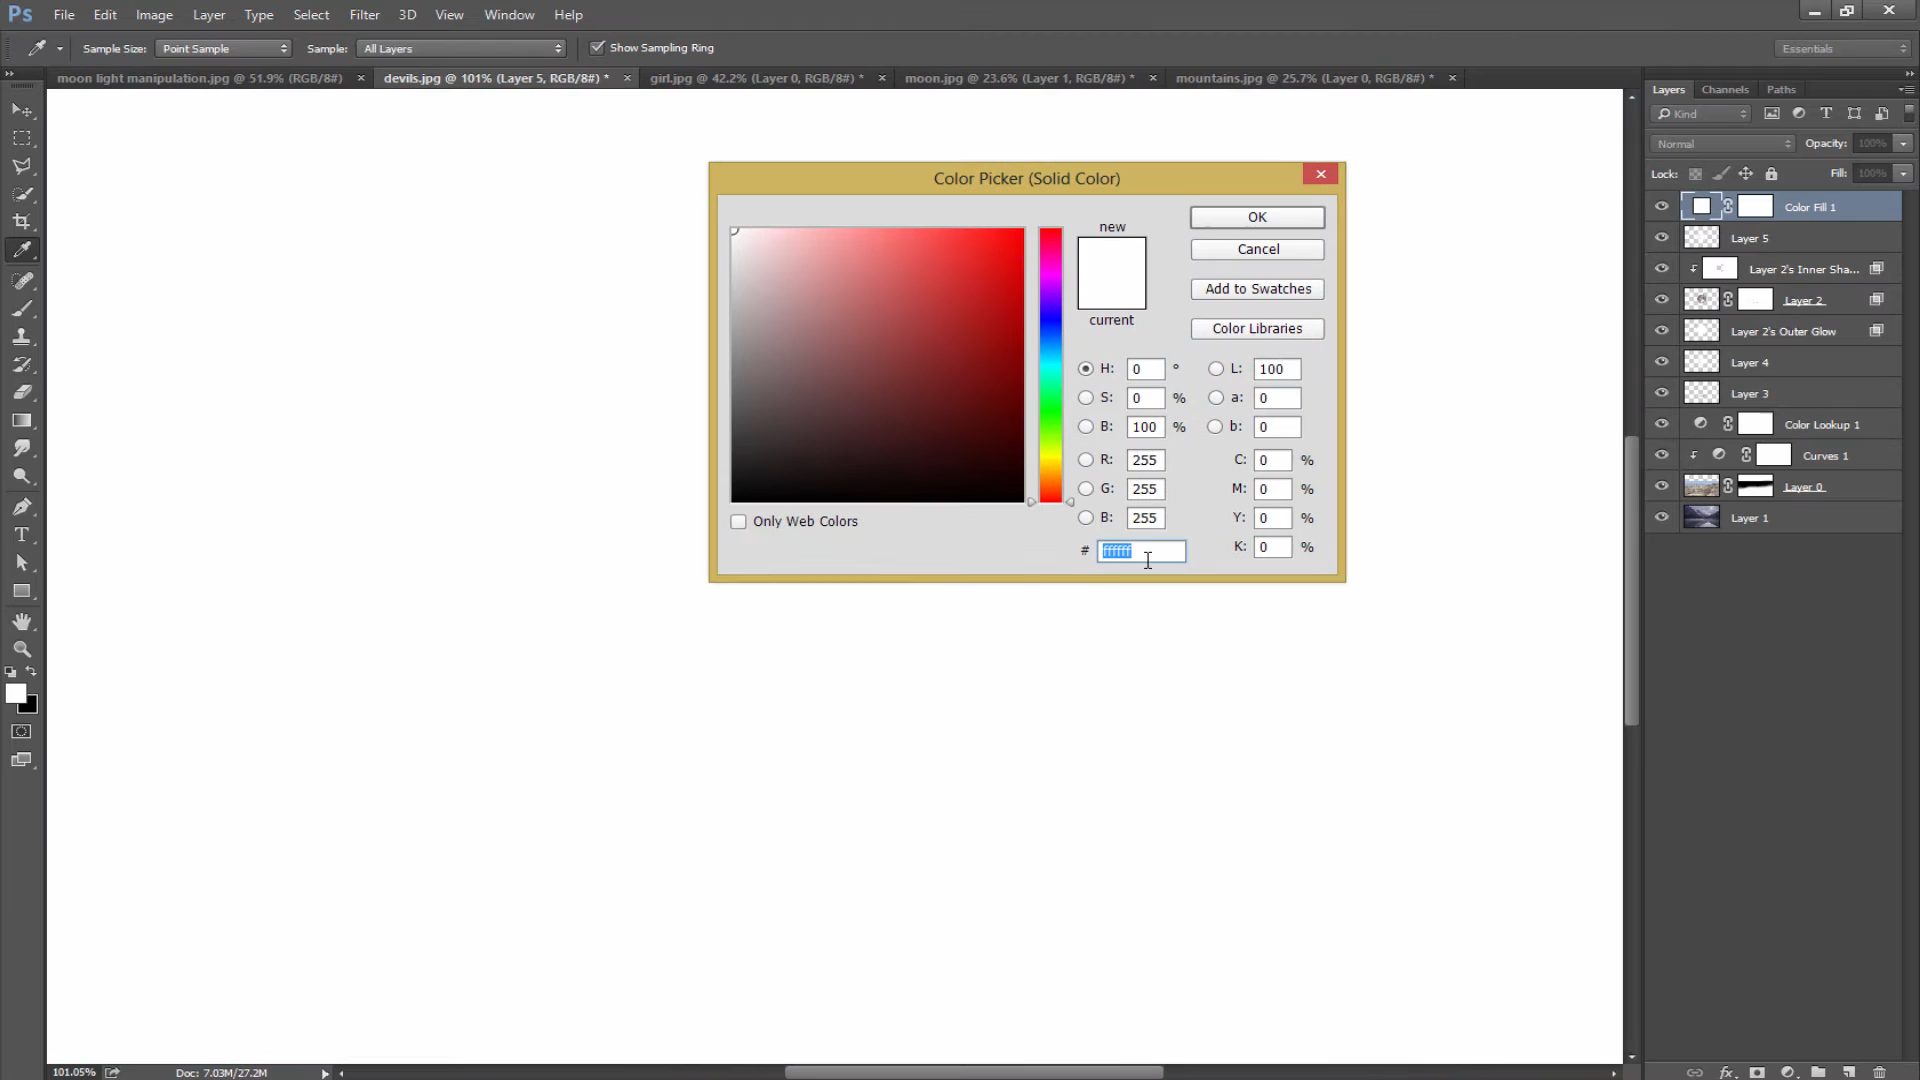 Ps File Edit Image Layer Type Select Filter 3D View Window Help
Sample Size: Point Sample Sample: All Layers Show Sampling Ring Essentials
moon light manipulation.jpg @ 51.9% (RGB/8#) devils.jpg @ 101% (Layer 5, RGB/8#) * girl.jpg @ 42.2% (Layer 0, RGB/8#) * moon.jpg @ 23.6% (Layer 1, RGB/8#) * mountains.jpg @ 25.7% (Layer 0, RGB/8#) *
Color Picker (Solid Color)
new
current
OK
Cancel
Add to Swatches
Color Libraries
H: 0 ° L: 100
S: 0 % a: 0
B: 100 % b: 0
R: 255 C: 0 %
G: 255 M: 0 %
B: 255 Y: 0 %
# ffffff K: 0 %
Only Web Colors
Layers Channels Paths
Kind
Normal Opacity: 100%
Lock: Fill: 100%
Color Fill 1
Layer 5
Layer 2's Inner Sha...
Layer 2
Layer 2's Outer Glow
Layer 4
Layer 3
Color Lookup 1
Curves 1
Layer 0
Layer 1
101.05% Doc: 7.03M/27.2M
fx